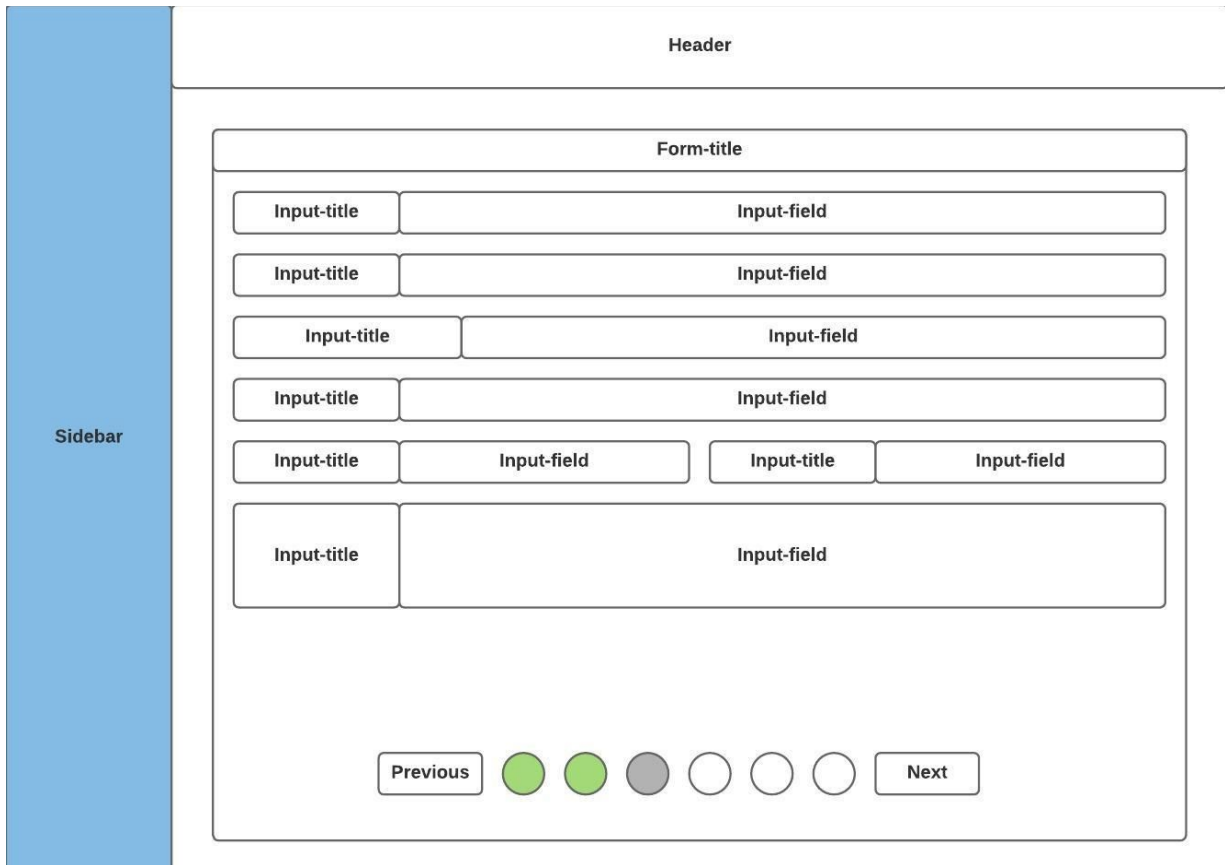 Header
Form-title
Input-title Input-field
Input-title Input-field
Input-title Input-field
Input-title Input-field
Sidebar
Input-title Input-field Input-title Input-field
Input-title Input-field
Previous Next